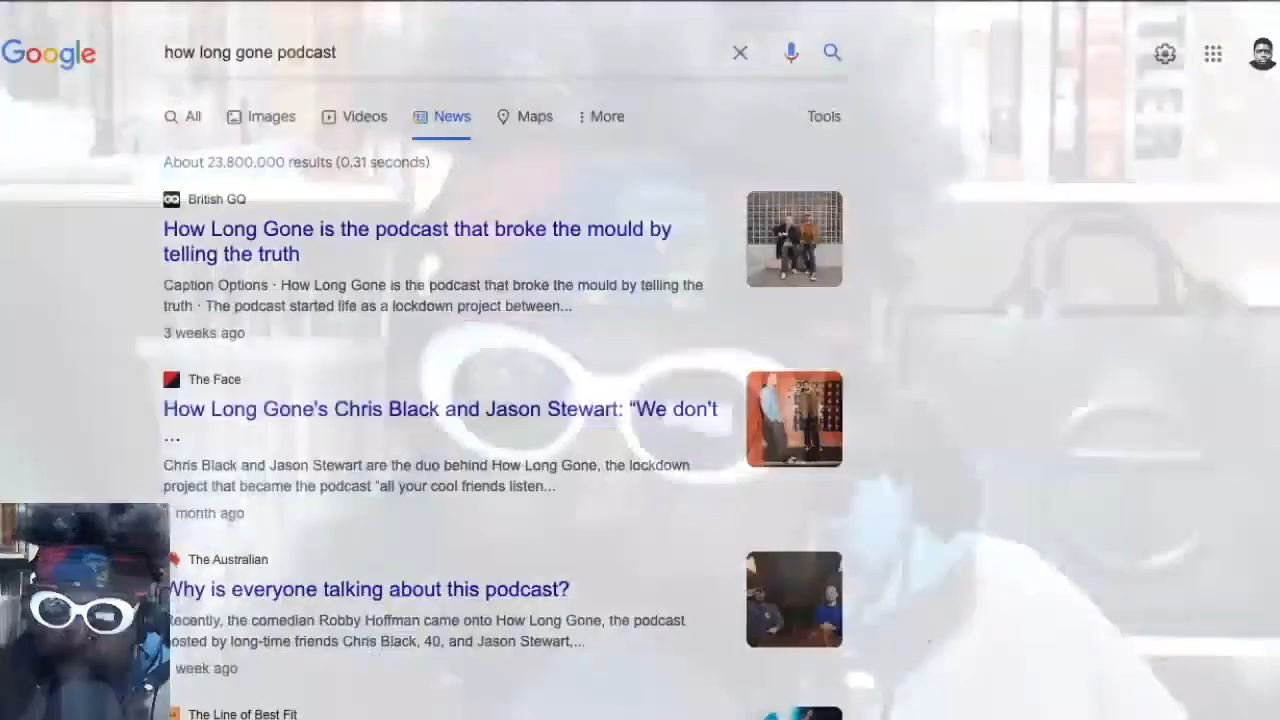 Google
how long gone podcast
All Images Videos News Maps More Tools
About 23,800,000 results (0.31 seconds)
British GQ
How Long Gone is the podcast that broke the mould by
telling the truth
Caption Options · How Long Gone is the podcast that broke the mould by telling the
truth · The podcast started life as a lockdown project between...
3 weeks ago
The Face
How Long Gone's Chris Black and Jason Stewart: “We don't
...
Chris Black and Jason Stewart are the duo behind How Long Gone, the lockdown
project that became the podcast "all your cool friends listen...
month ago
The Australian
Why is everyone talking about this podcast?
Recently, the comedian Robby Hoffman came onto How Long Gone, the podcast
hosted by long-time friends Chris Black, 40, and Jason Stewart,...
week ago
The Line of Best Fit